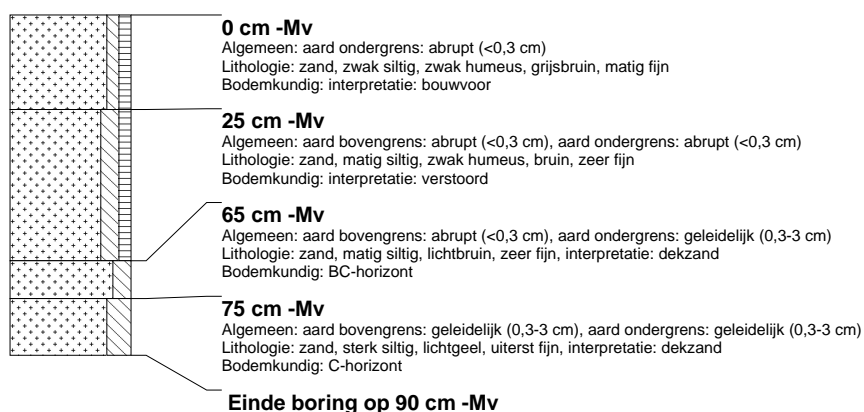 0 cm -Mv
Algemeen: aard ondergrens: abrupt (<0,3 cm)
Lithologie: zand, zwak siltig, zwak humeus, grijsbruin, matig fijn
Bodemkundig: interpretatie: bouwvoor
25 cm -Mv
Algemeen: aard bovengrens: abrupt (<0,3 cm), aard ondergrens: abrupt (<0,3 cm)
Lithologie: zand, matig siltig, zwak humeus, bruin, zeer fijn
Bodemkundig: interpretatie: verstoord
65 cm -Mv
Algemeen: aard bovengrens: abrupt (<0,3 cm), aard ondergrens: geleidelijk (0,3-3 cm)
Lithologie: zand, matig siltig, lichtbruin, zeer fijn, interpretatie: dekzand
Bodemkundig: BC-horizont
75 cm -Mv
Algemeen: aard bovengrens: geleidelijk (0,3-3 cm), aard ondergrens: geleidelijk (0,3-3 cm)
Lithologie: zand, sterk siltig, lichtgeel, uiterst fijn, interpretatie: dekzand
Bodemkundig: C-horizont
Einde boring op 90 cm -Mv